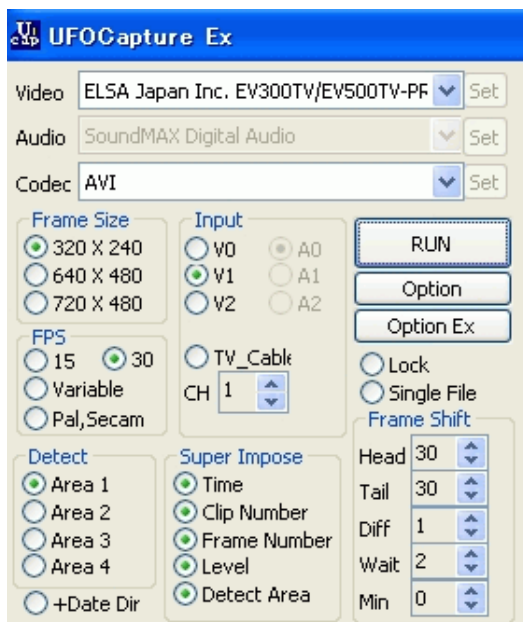 UFOCapture Ex
Video ELSA Japan Inc. EV300TV/EV500TV-PR Set
Audio SoundMAX Digital Audio Set
Codec AVI Set
Frame Size
320 X 240
640 X 480
720 X 480
FPS
15 30
Variable
Pal,Secam
Detect
Area 1
Area 2
Area 3
Area 4
+Date Dir
Input
V0 A0
V1 A1
V2 A2
TV_Cable
CH 1
Super Impose
Time
Clip Number
Frame Number
Level
Detect Area
RUN
Option
Option Ex
Lock
Single File
Frame Shift
Head 30
Tail 30
Diff 1
Wait 2
Min 0